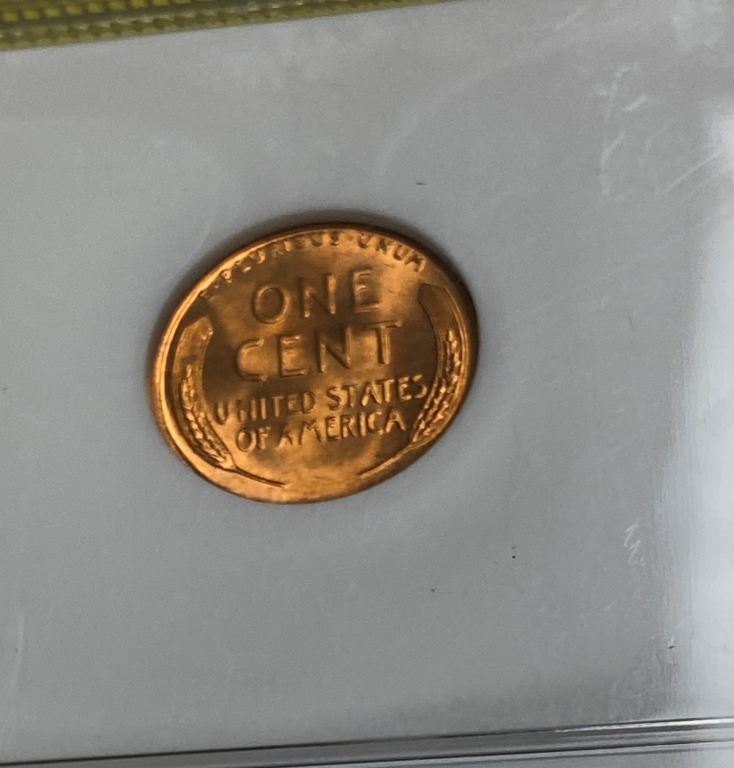 E · PLURIBUS · UNUM
ONE
CENT
UNITED STATES
OF AMERICA